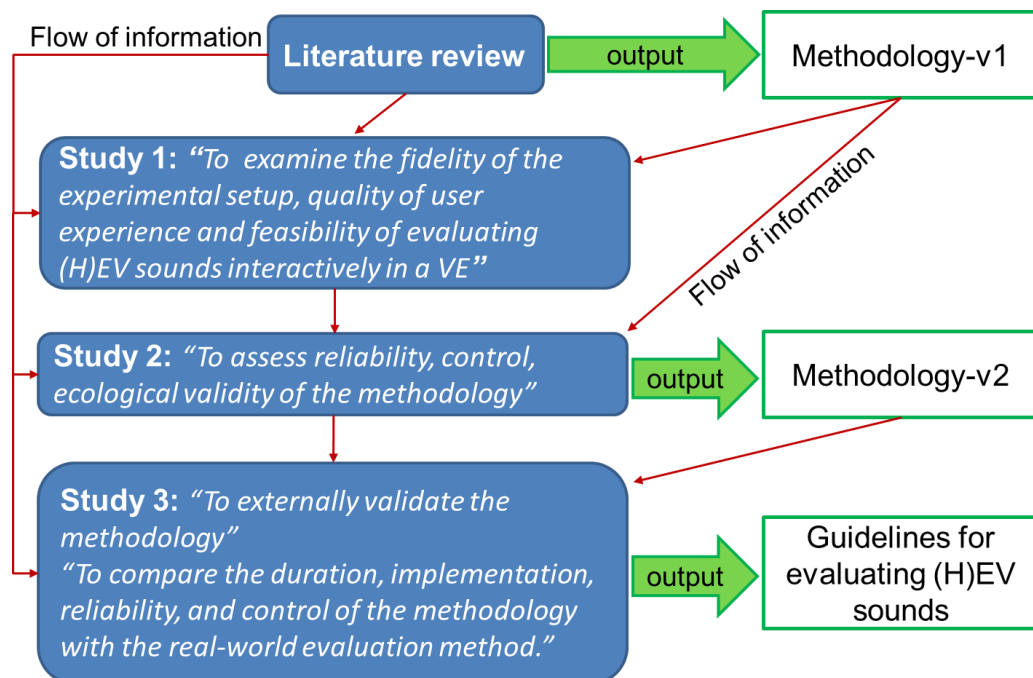 Flow of information
Literature review
output
Methodology-v1
Study 1: “To examine the fidelity of the
experimental setup, quality of user
experience and feasibility of evaluating
(H)EV sounds interactively in a VE”
Flow of information
Study 2: “To assess reliability, control,
ecological validity of the methodology”
output
Methodology-v2
Study 3: “To externally validate the
methodology”
“To compare the duration, implementation,
reliability, and control of the methodology
with the real-world evaluation method.”
output
Guidelines for
evaluating (H)EV
sounds